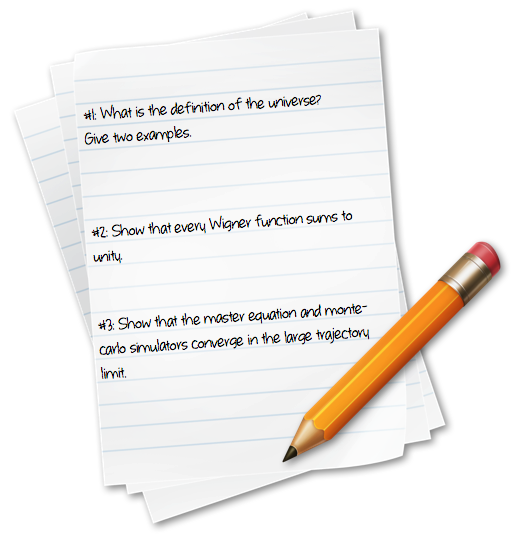 #1: What is the definition of the universe?
Give two examples.
#2: Show that every Wigner function sums to
unity.
#3: Show that the master equation and monte-
carlo simulators converge in the large trajectory
limit.